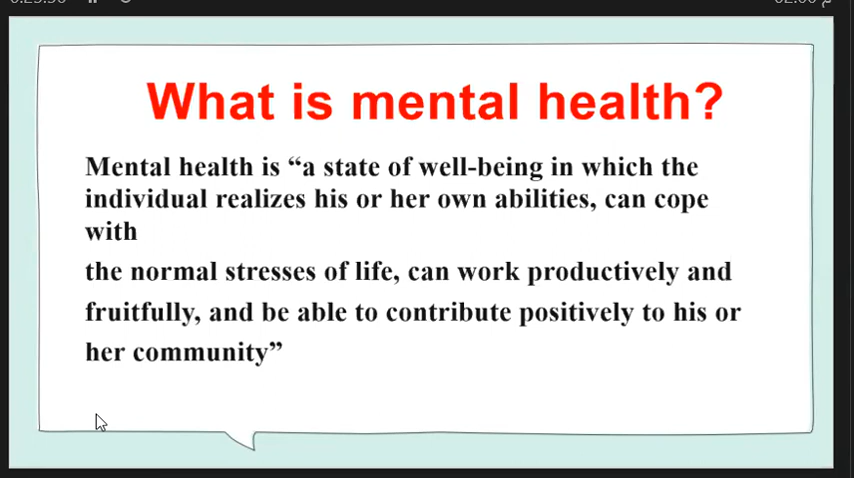 What is mental health?
Mental health is “a state of well-being in which the
individual realizes his or her own abilities, can cope
with
the normal stresses of life, can work productively and
fruitfully, and be able to contribute positively to his or
her community”